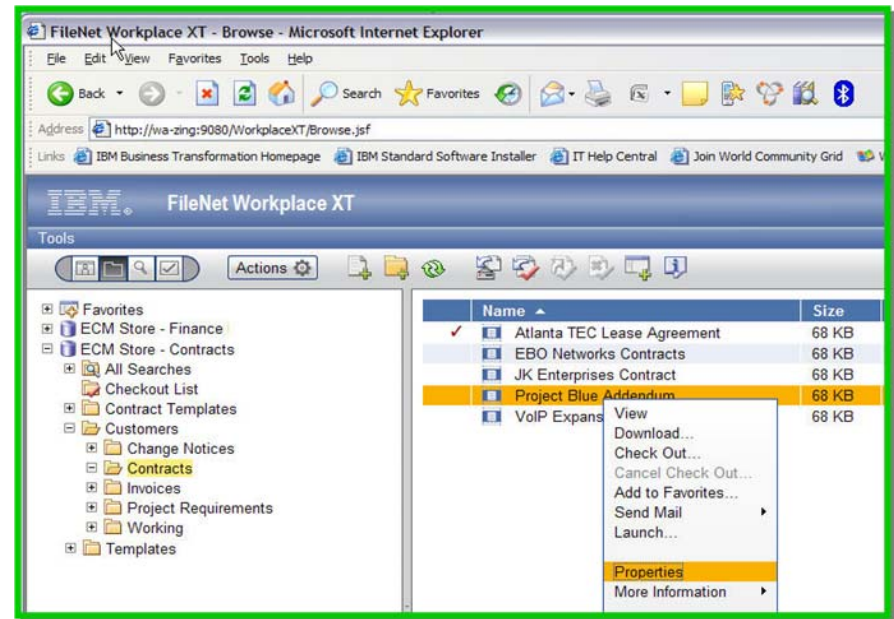 FileNet Workplace XT - Browse - Microsoft Internet Explorer
File Edit View Favorites Tools Help
Back Search Favorites
Address http://wa-zing:9080/WorkplaceXT/Browse.jsf
Links IBM Business Transformation Homepage IBM Standard Software Installer IT Help Central Join World Community Grid
IBM. FileNet Workplace XT
Tools
Actions
Favorites
ECM Store - Finance
ECM Store - Contracts
All Searches
Checkout List
Contract Templates
Customers
Change Notices
Contracts
Invoices
Project Requirements
Working
Templates
Name Size
Atlanta TEC Lease Agreement 68 KB
EBO Networks Contracts 68 KB
JK Enterprises Contract 68 KB
Project Blue Addendum 68 KB
VoIP Expans 68 KB
View
Download...
Check Out...
Cancel Check Out...
Add to Favorites...
Send Mail
Launch...
Properties
More Information